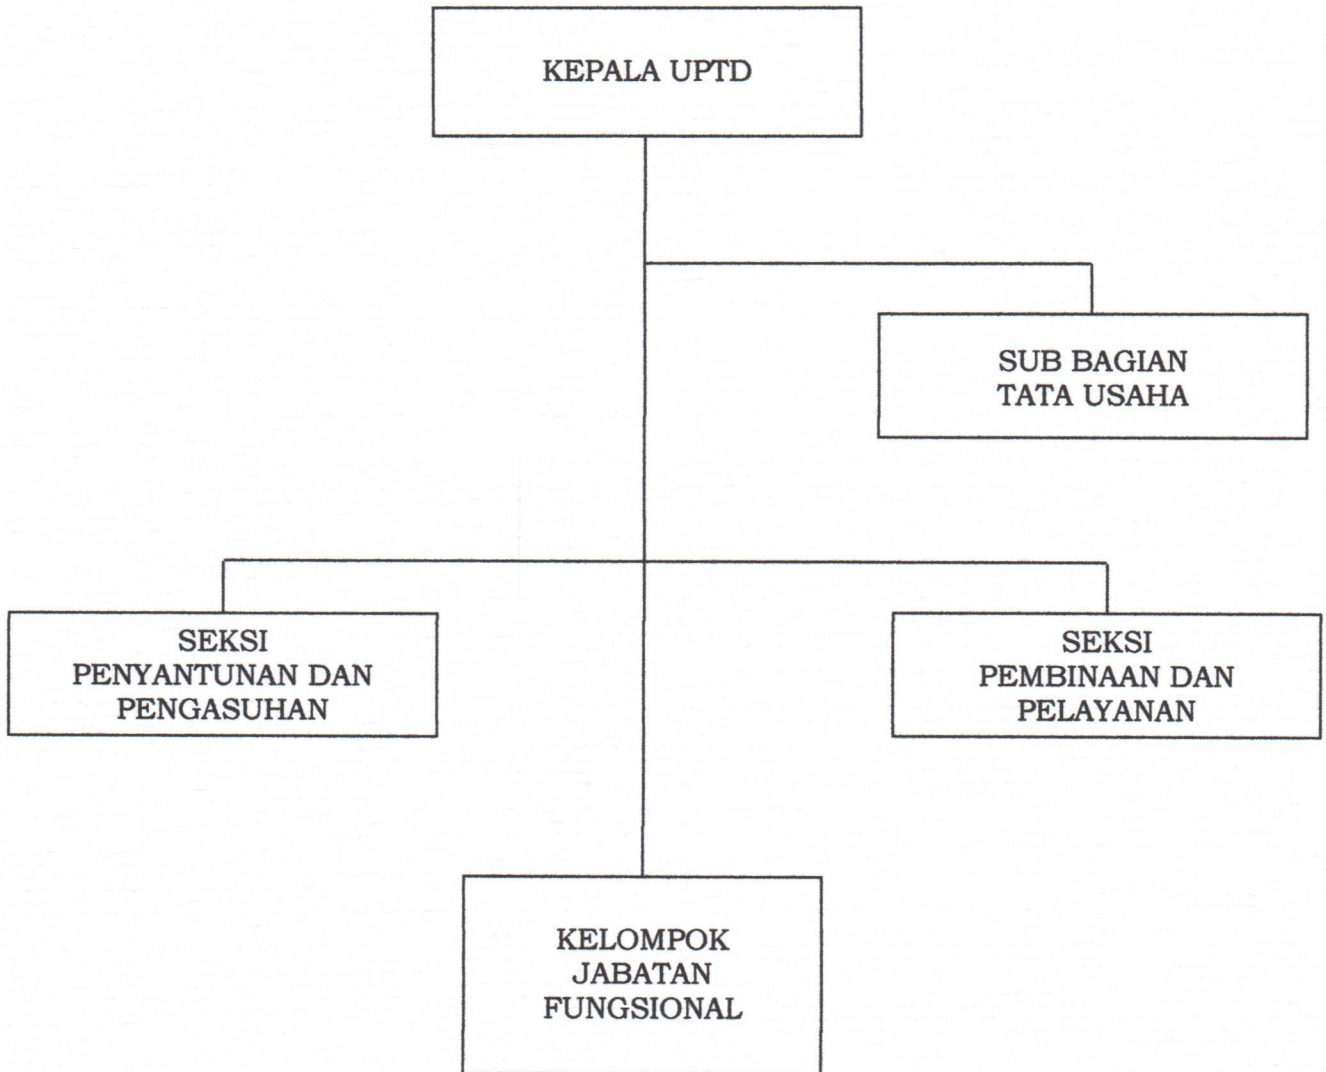 KEPALA UPTD
SUB BAGIAN
TATA USAHA
SEKSI
PENYANTUNAN DAN
PENGASUHAN
SEKSI
PEMBINAAN DAN
PELAYANAN
KELOMPOK
JABATAN
FUNGSIONAL